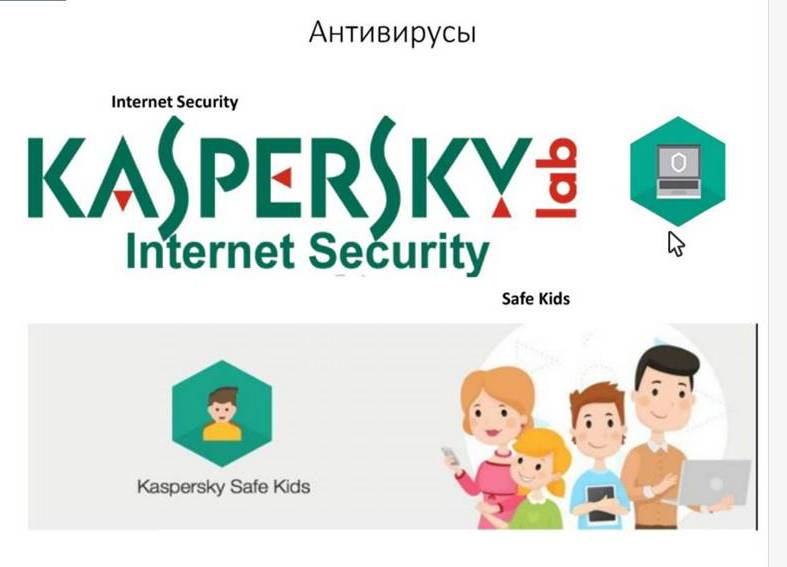 Антивирусы
Internet Security
KASPERSKY lab
Internet Security
Safe Kids
Kaspersky Safe Kids